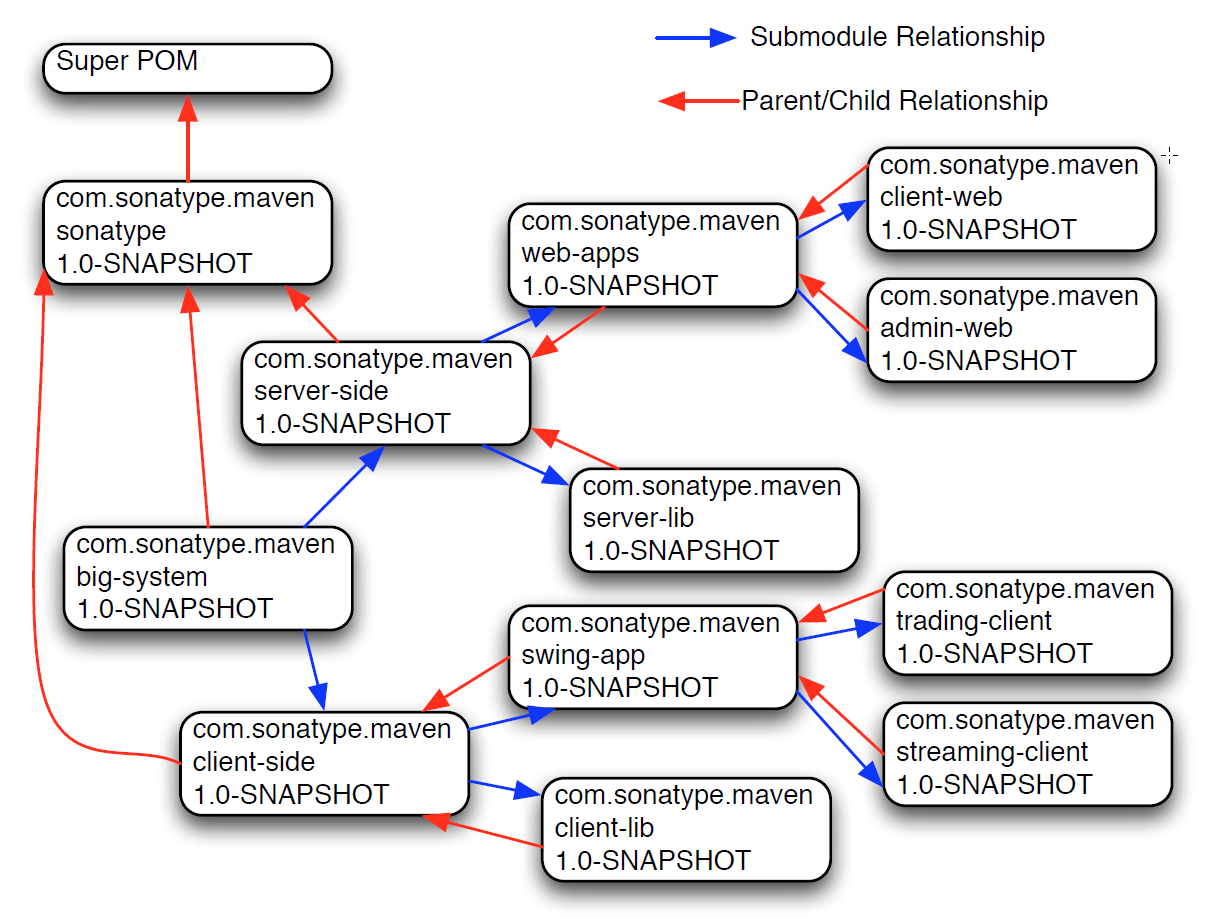 Submodule Relationship
Super POM
Parent/Child Relationship
com.sonatype.maven
client-web
1.0-SNAPSHOT
com.sonatype.maven
sonatype
1.0-SNAPSHOT
com.sonatype.maven
web-apps
1.0-SNAPSHOT
com.sonatype.maven
admin-web
1.0-SNAPSHOT
com.sonatype.maven
server-side
1.0-SNAPSHOT
com.sonatype.maven
server-lib
1.0-SNAPSHOT
com.sonatype.maven
big-system
1.0-SNAPSHOT
com.sonatype.maven
trading-client
1.0-SNAPSHOT
com.sonatype.maven
swing-app
1.0-SNAPSHOT
com.sonatype.maven
streaming-client
1.0-SNAPSHOT
com.sonatype.maven
client-side
1.0-SNAPSHOT
com.sonatype.maven
client-lib
1.0-SNAPSHOT